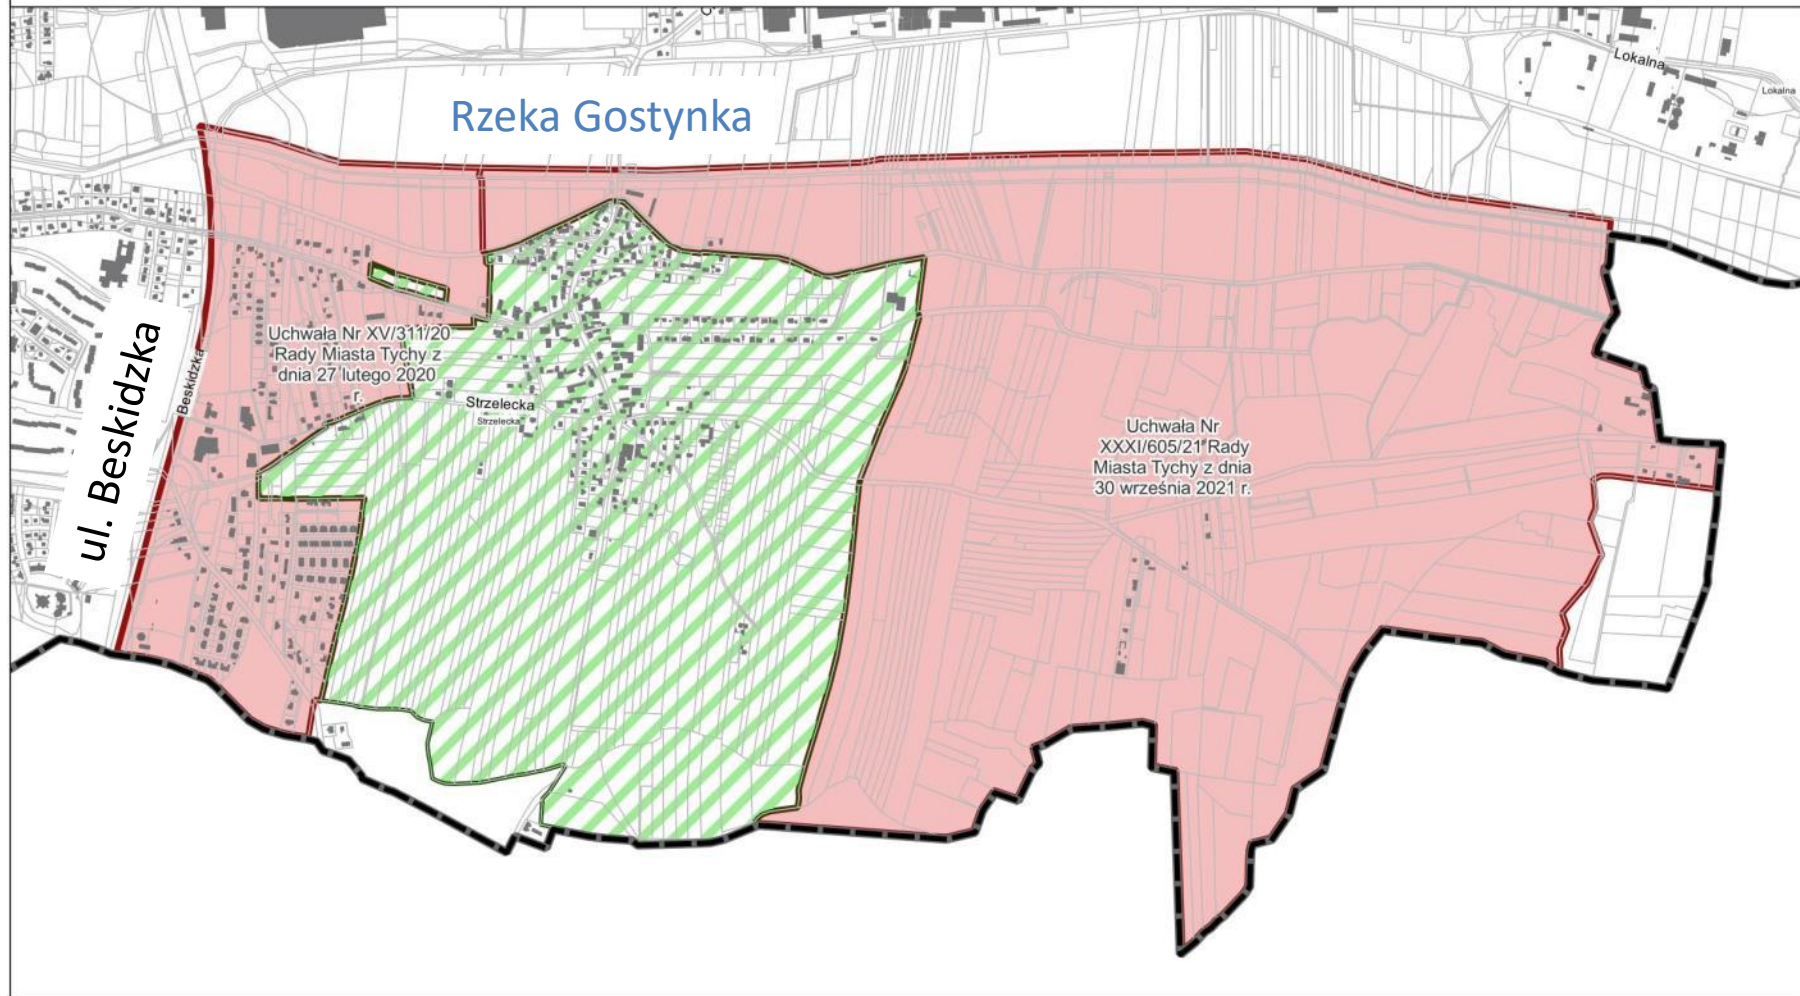 Lokalna
Lokalna
Rzeka Gostynka
Uchwała Nr XV/311/20
Rady Miasta Tychy z
dnia 27 lutego 2020
r.
ul. Beskidzka
Beskidzka
Strzelecka
Strzelecka
Uchwała Nr
XXXI/605/21 Rady
Miasta Tychy z dnia
30 września 2021 r.